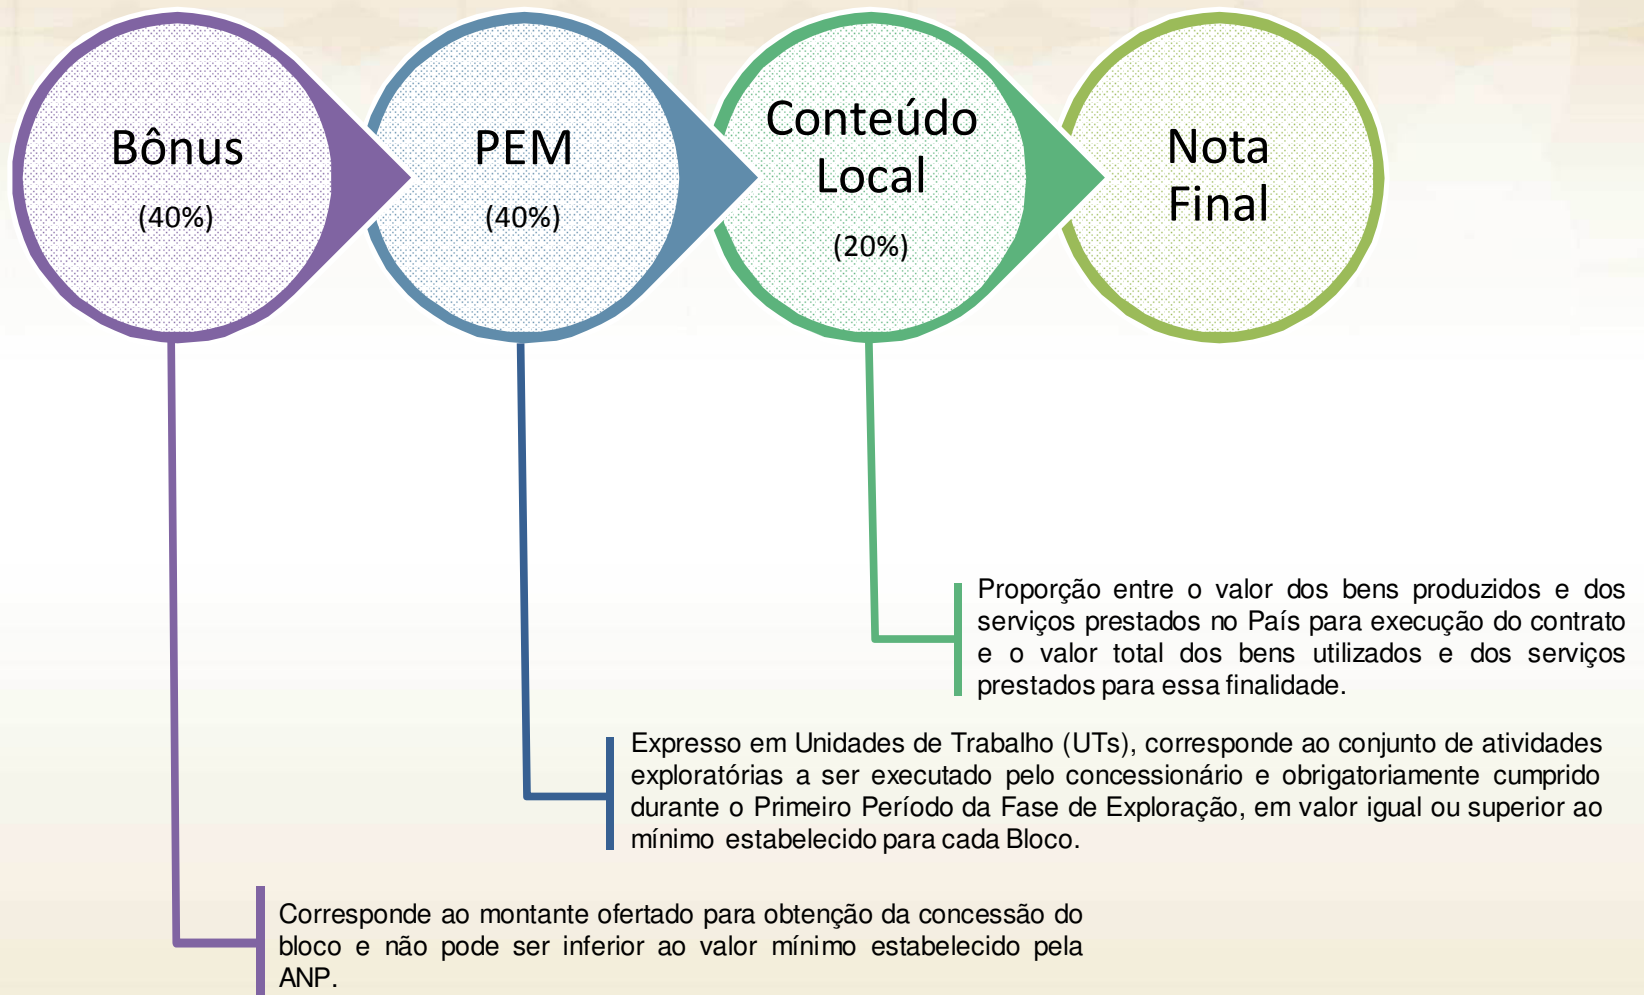 Bônus
(40%)
PEM
(40%)
Conteúdo
Local
(20%)
Nota
Final
Proporção entre o valor dos bens produzidos e dos
serviços prestados no País para execução do contrato
e o valor total dos bens utilizados e dos serviços
prestados para essa finalidade.
Expresso em Unidades de Trabalho (UTs), corresponde ao conjunto de atividades
exploratórias a ser executado pelo concessionário e obrigatoriamente cumprido
durante o Primeiro Período da Fase de Exploração, em valor igual ou superior ao
mínimo estabelecido para cada Bloco.
Corresponde ao montante ofertado para obtenção da concessão do
bloco e não pode ser inferior ao valor mínimo estabelecido pela
ANP.